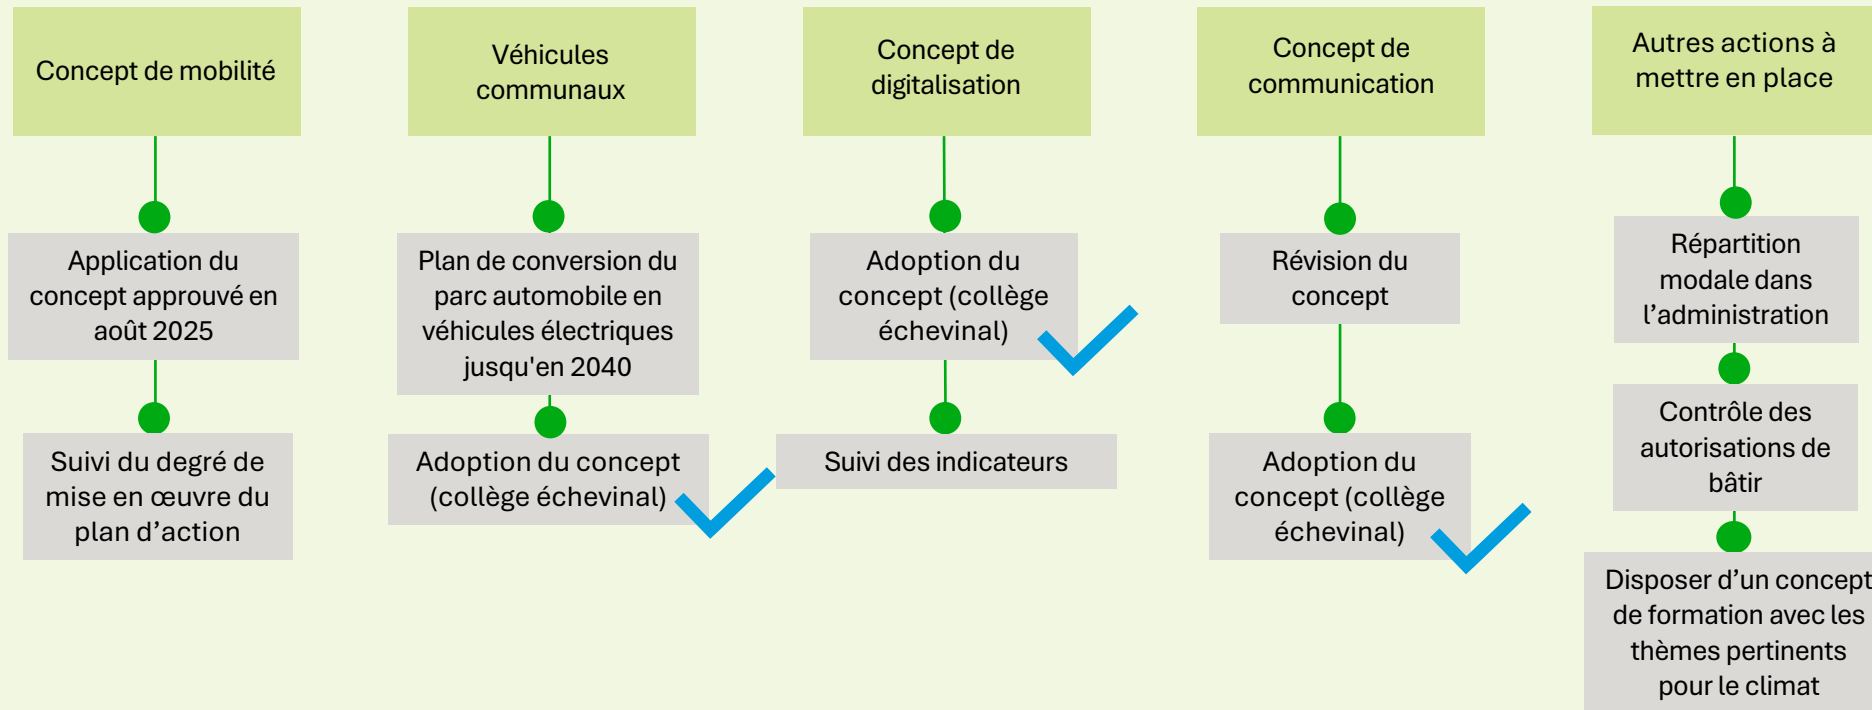 Concept de mobilité
Application du
concept approuvé en
août 2025
Suivi du degré de
mise en œuvre du
plan d’action
Véhicules
communaux
Plan de conversion du
parc automobile en
véhicules électriques
jusqu'en 2040
Adoption du concept
(collège échevinal)
Concept de
digitalisation
Adoption du
concept (collège
échevinal)
Suivi des indicateurs
Concept de
communication
Révision du
concept
Adoption du
concept (collège
échevinal)
Autres actions à
mettre en place
Répartition
modale dans
l’administration
Contrôle des
autorisations de
bâtir
Disposer d’un concept
de formation avec les
thèmes pertinents
pour le climat